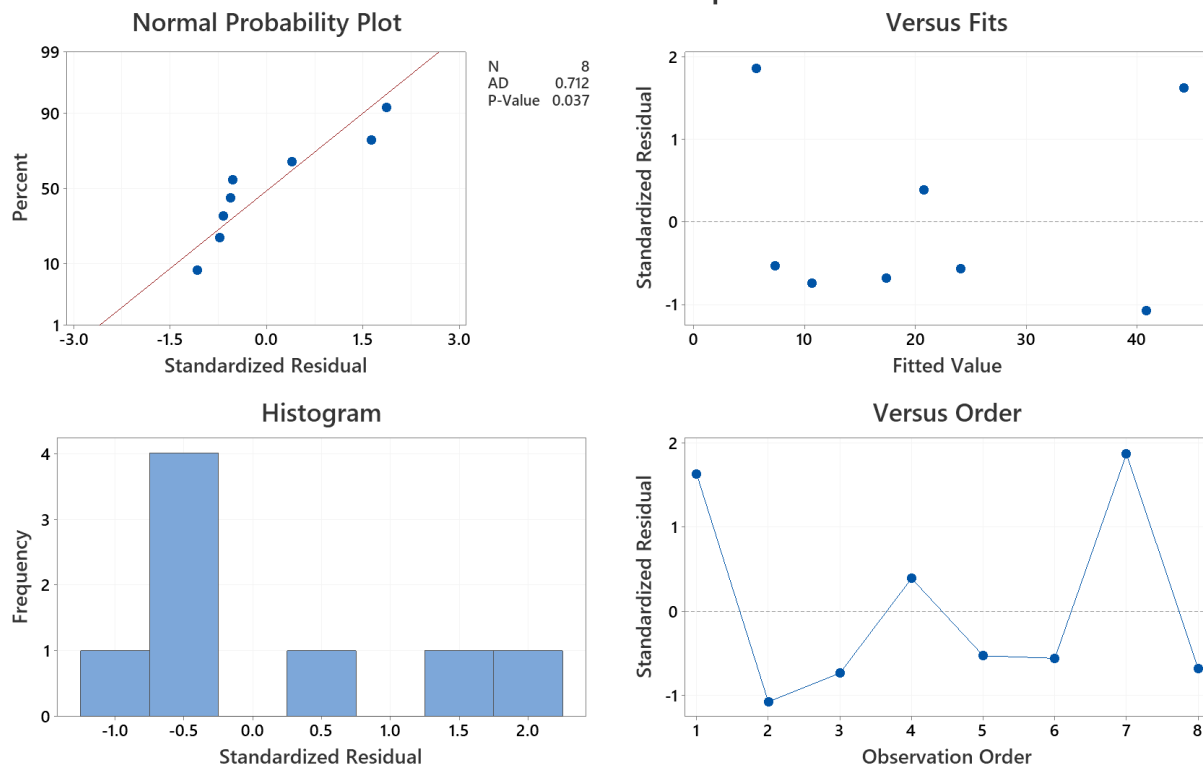 Normal Probability Plot
99
90
50
10
1
Percent
-3.0 -1.5 0.0 1.5 3.0
Standardized Residual
N 8
AD 0.712
P-Value 0.037
Versus Fits
2
1
0
-1
Standardized Residual
0 10 20 30 40
Fitted Value
Histogram
4
3
2
1
0
Frequency
-1.0 -0.5 0.0 0.5 1.0 1.5 2.0
Standardized Residual
Versus Order
2
1
0
-1
Standardized Residual
1 2 3 4 5 6 7 8
Observation Order